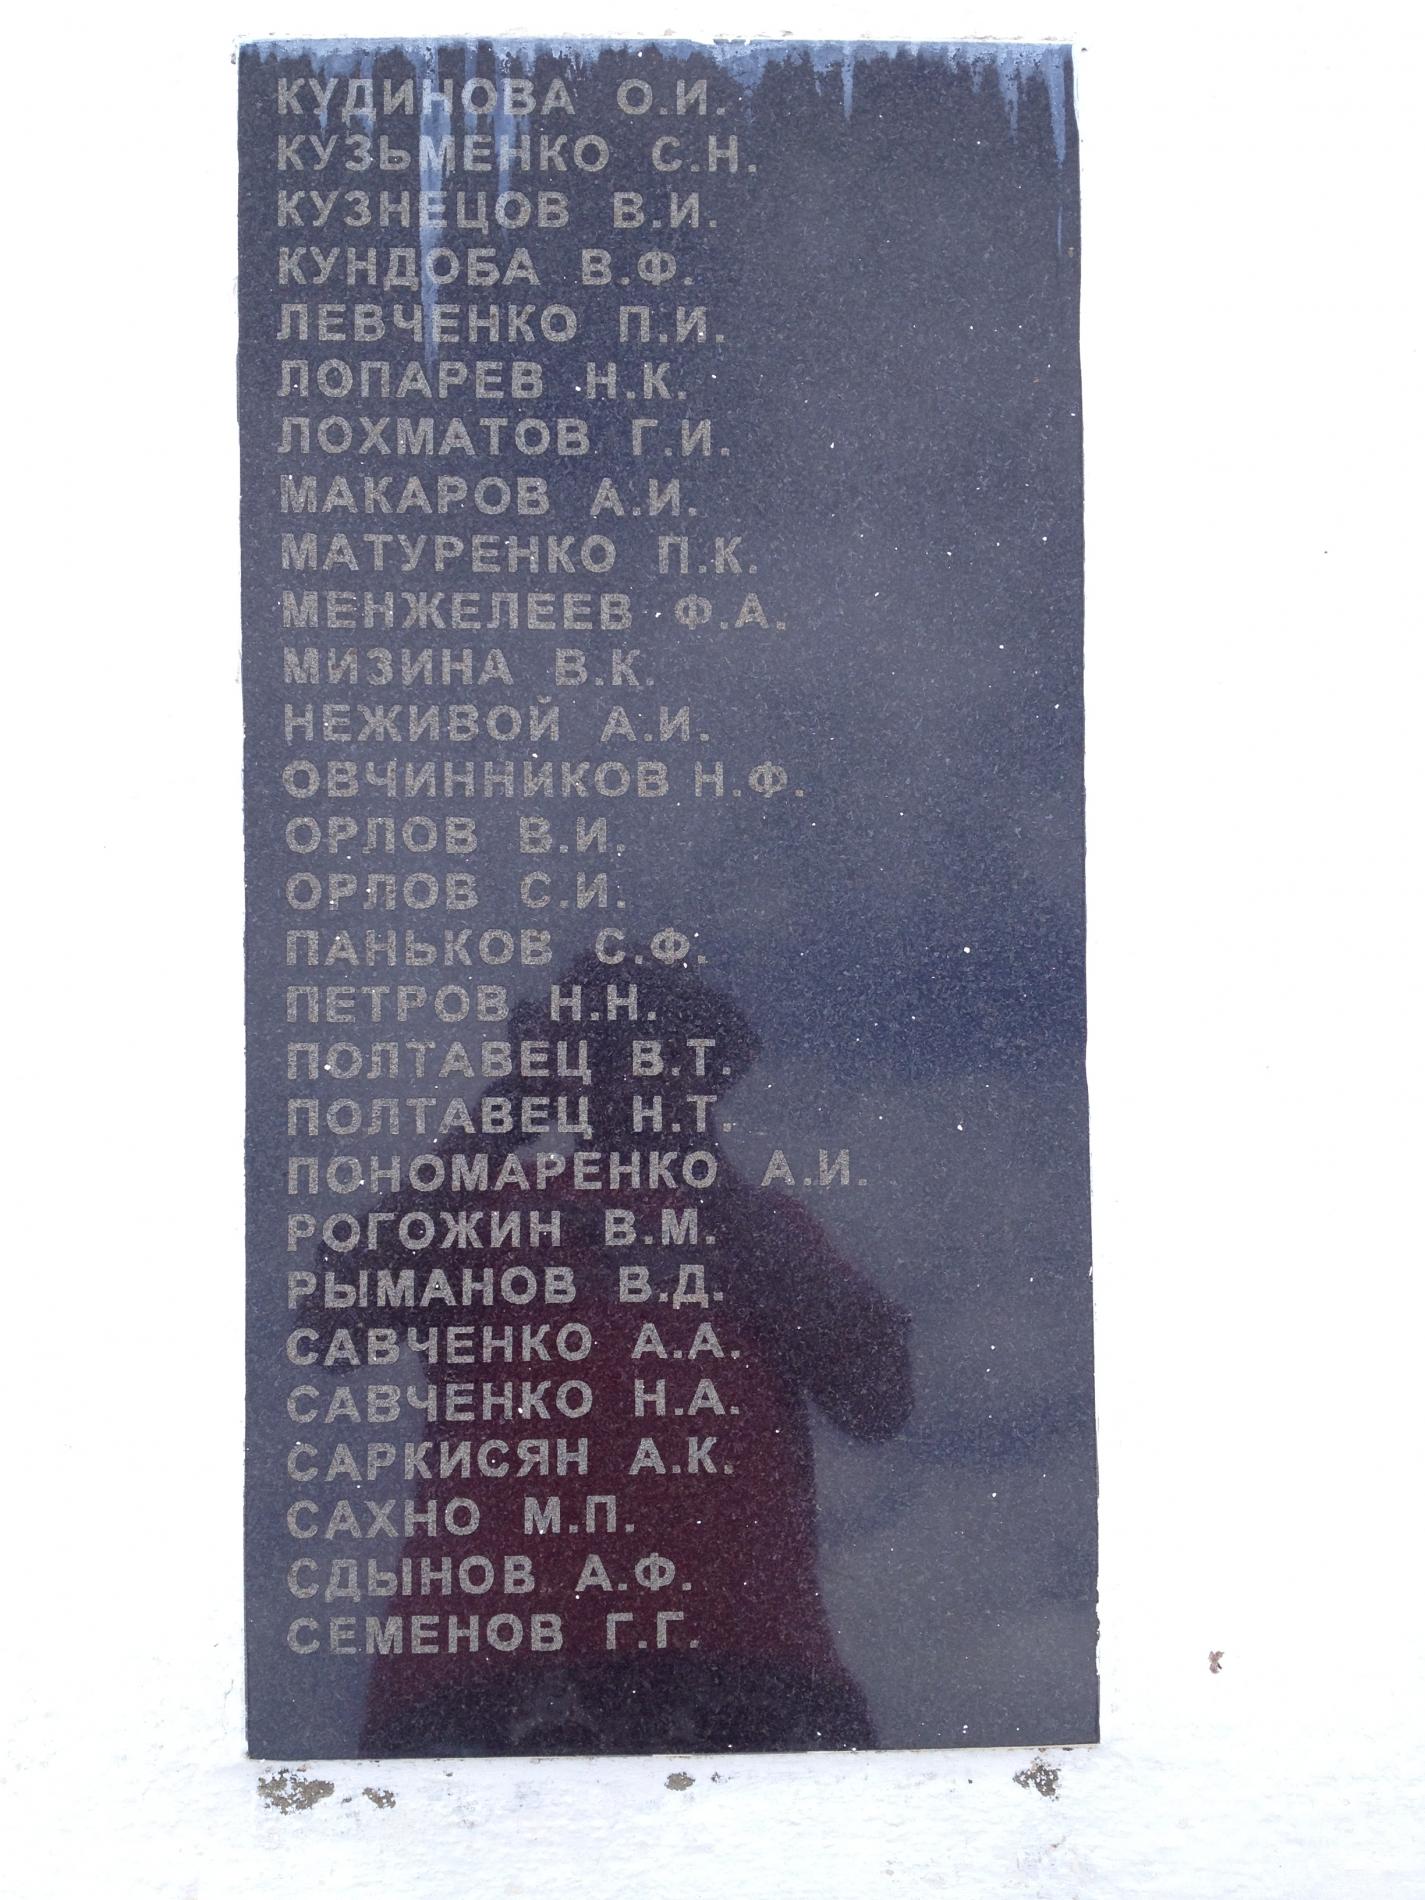 КУДИНОВА О.И.
КУЗЬМЕНКО С.Н.
КУЗНЕЦОВ В.И.
КУНДОБА В.Ф.
ЛЕВЧЕНКО П.И.
ЛОПАРЕВ Н.К.
ЛОХМАТОВ Г.И.
МАКАРОВ А.И.
МАТУРЕНКО П.К.
МЕНЖЕЛЕЕВ Ф.А.
МИЗИНА В.К.
НЕЖИВОЙ А.И.
ОВЧИННИКОВ Н.Ф.
ОРЛОВ В.И.
ОРЛОВ С.И.
ПАНЬКОВ С.Ф.
ПЕТРОВ Н.Н.
ПОЛТАВЕЦ В.Т.
ПОЛТАВЕЦ Н.Т.
ПОНОМАРЕНКО А.И.
РОГОЖИН В.М.
РЫМАНОВ В.Д.
САВЧЕНКО А.А.
САВЧЕНКО Н.А.
САРКИСЯН А.К.
САХНО М.П.
СДЫНОВ А.Ф.
СЕМЕНОВ Г.Г.